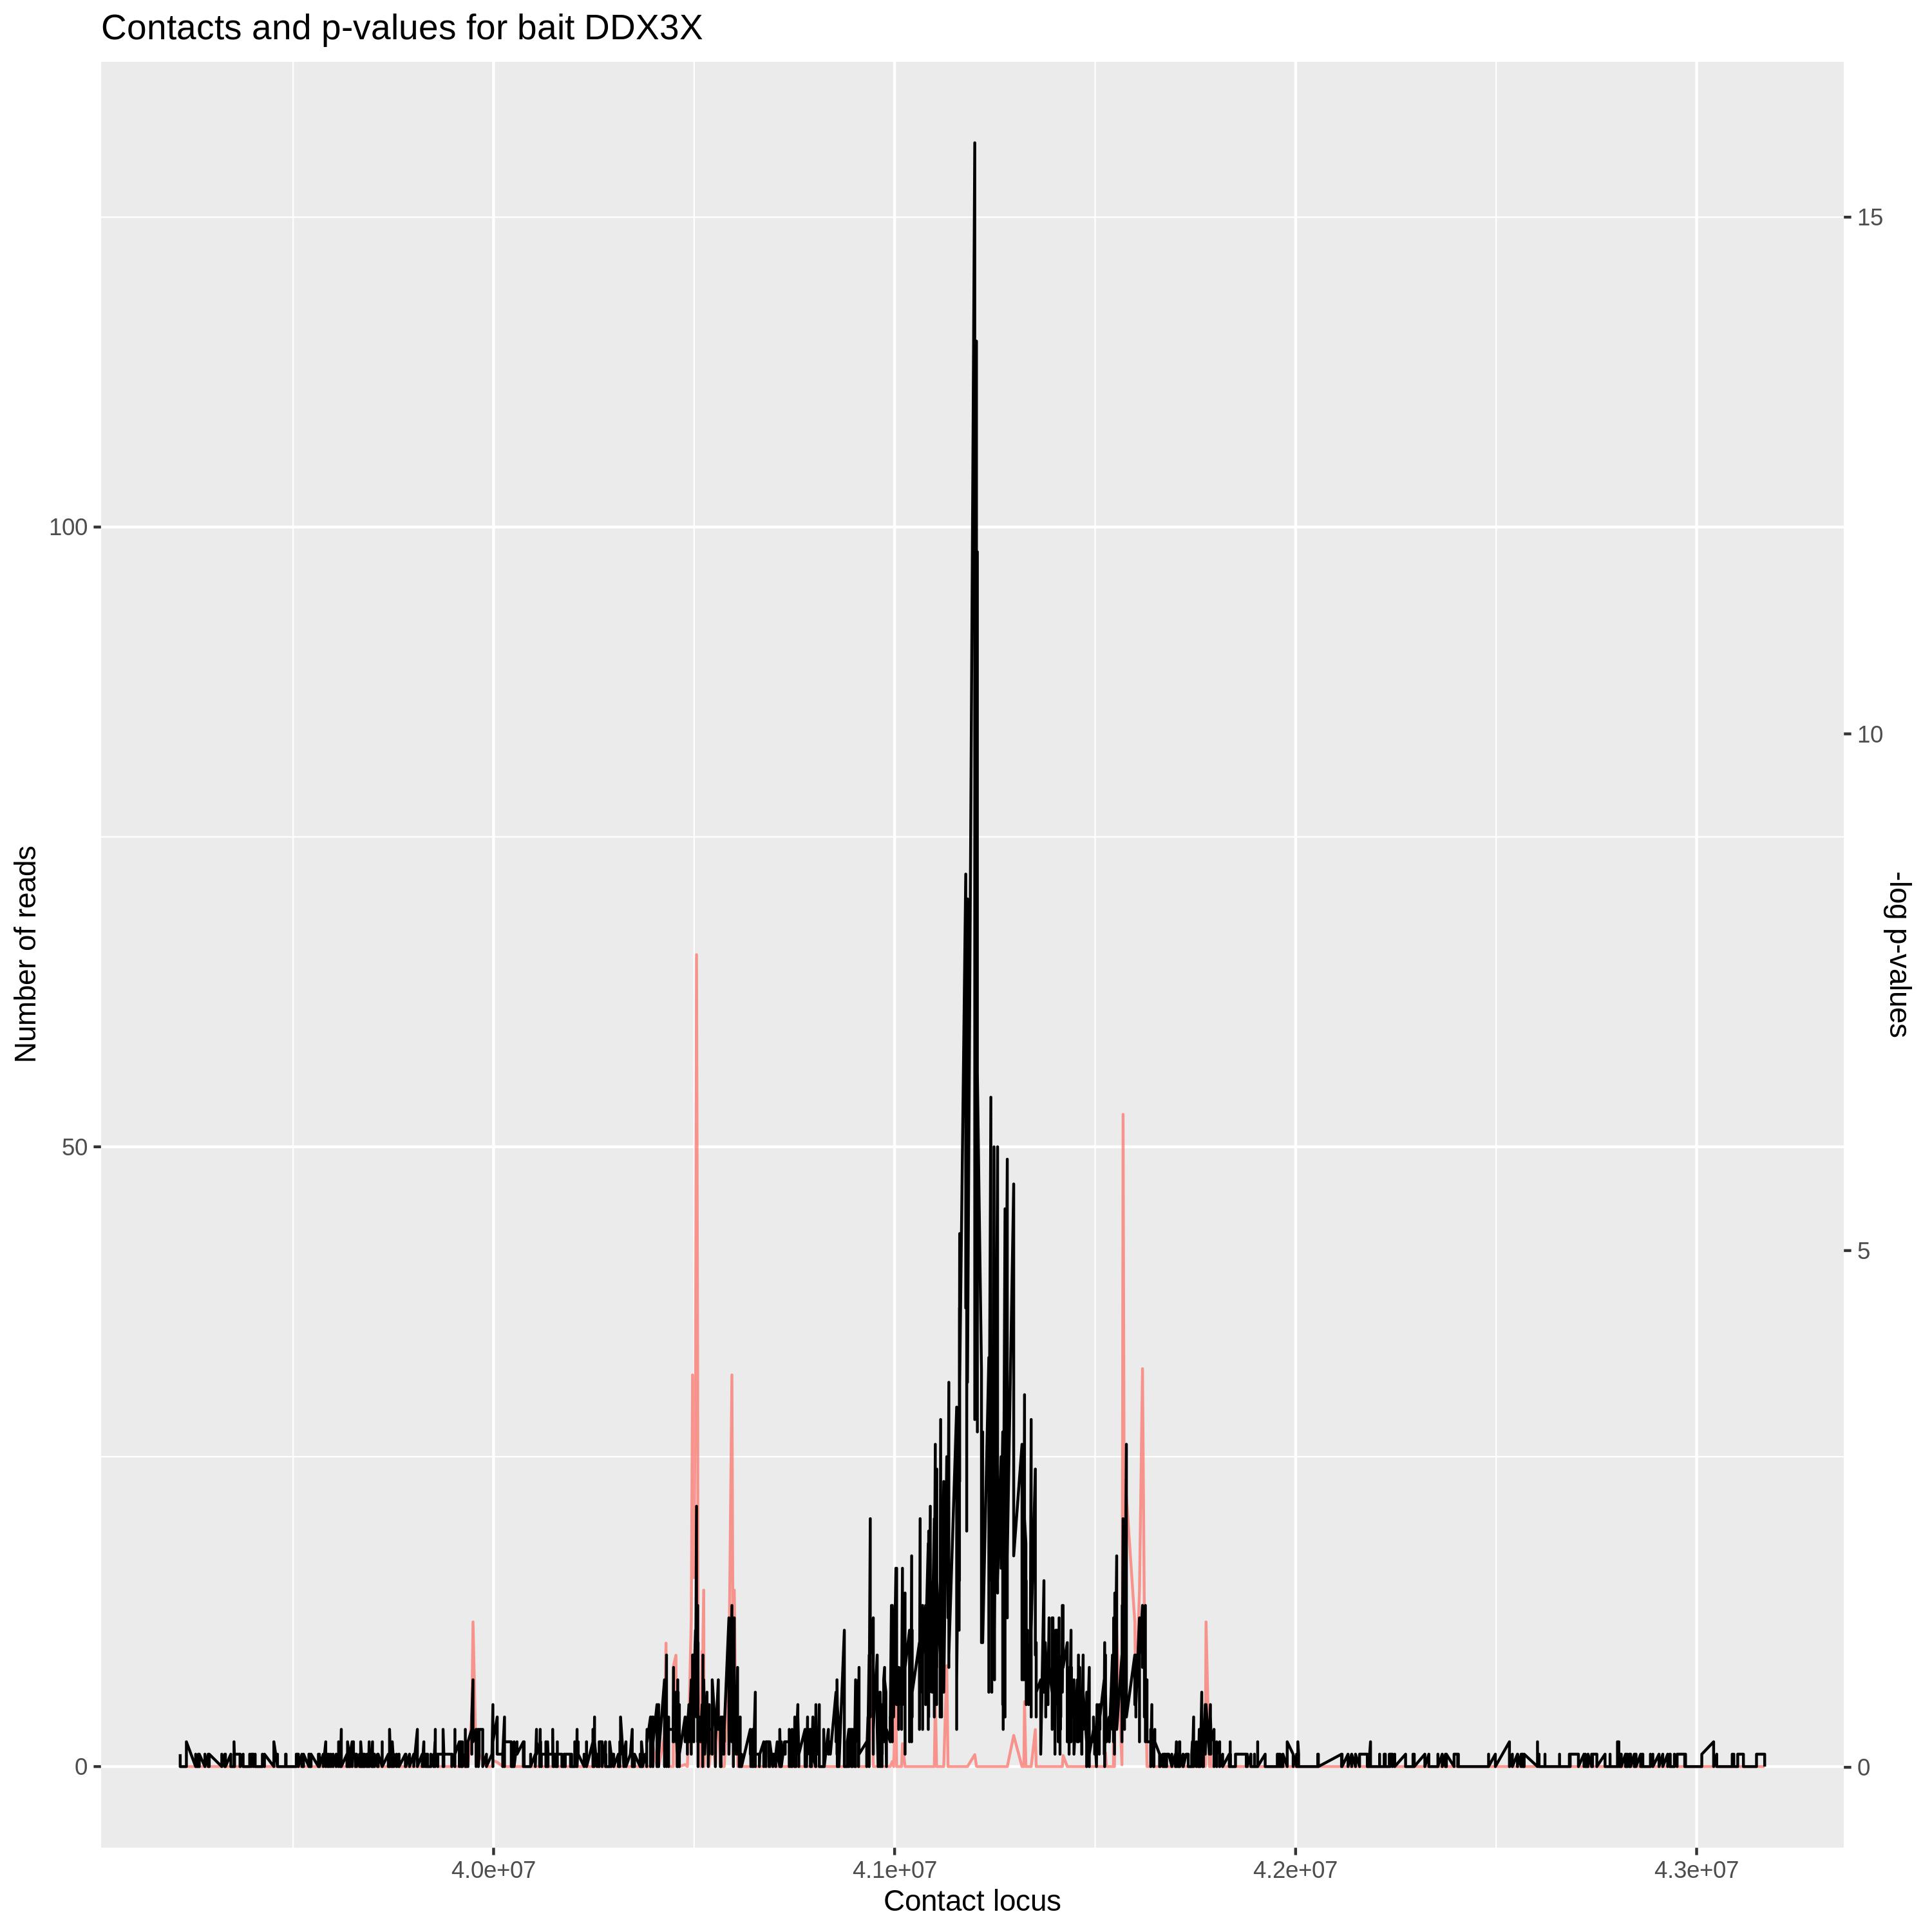 Contacts and p-values for bait DDX3X
Number of reads
100
50
0
15
10
5
0
-log p-values
4.0e+07
4.1e+07
4.2e+07
4.3e+07
Contact locus